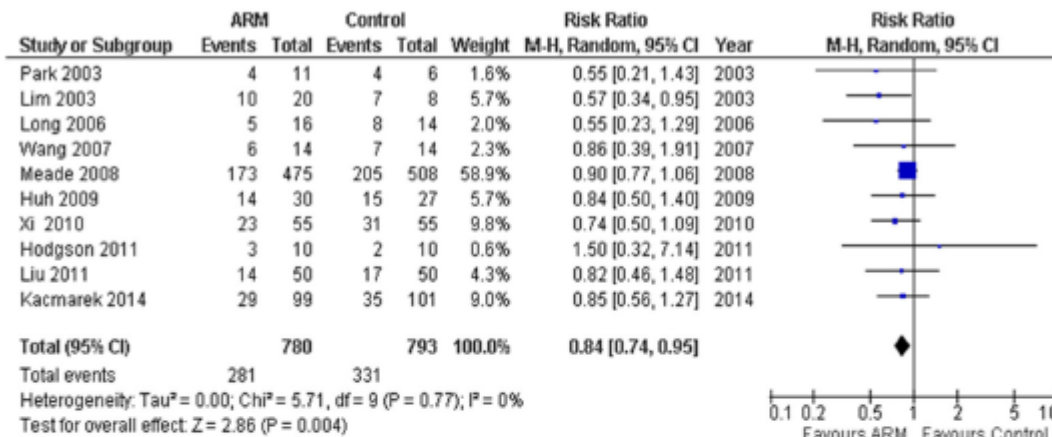 ARM Control Risk Ratio Risk Ratio
Study or Subgroup Events Total Events Total Weight M-H, Random, 95% CI Year M-H, Random, 95% CI
Park 2003 4 11 4 6 1.6% 0.55 [0.21, 1.43] 2003
Lim 2003 10 20 7 8 5.7% 0.57 [0.34, 0.95] 2003
Long 2006 5 16 8 14 2.0% 0.55 [0.23, 1.29] 2006
Wang 2007 6 14 7 14 2.3% 0.86 [0.39, 1.91] 2007
Meade 2008 173 475 205 508 58.9% 0.90 [0.77, 1.06] 2008
Huh 2009 14 30 15 27 5.7% 0.84 [0.50, 1.40] 2009
Xi 2010 23 55 31 55 9.8% 0.74 [0.50, 1.09] 2010
Hodgson 2011 3 10 2 10 0.6% 1.50 [0.32, 7.14] 2011
Liu 2011 14 50 17 50 4.3% 0.82 [0.46, 1.48] 2011
Kacmarek 2014 29 99 35 101 9.0% 0.85 [0.56, 1.27] 2014
Total (95% CI) 780 793 100.0% 0.84 [0.74, 0.95]
Total events 281 331
Heterogeneity: Tau² = 0.00; Chi² = 5.71, df = 9 (P = 0.77); I² = 0%
Test for overall effect: Z = 2.86 (P = 0.004)
0.1 0.2 0.5 1 2 5 10
Favours ARM Favours Control